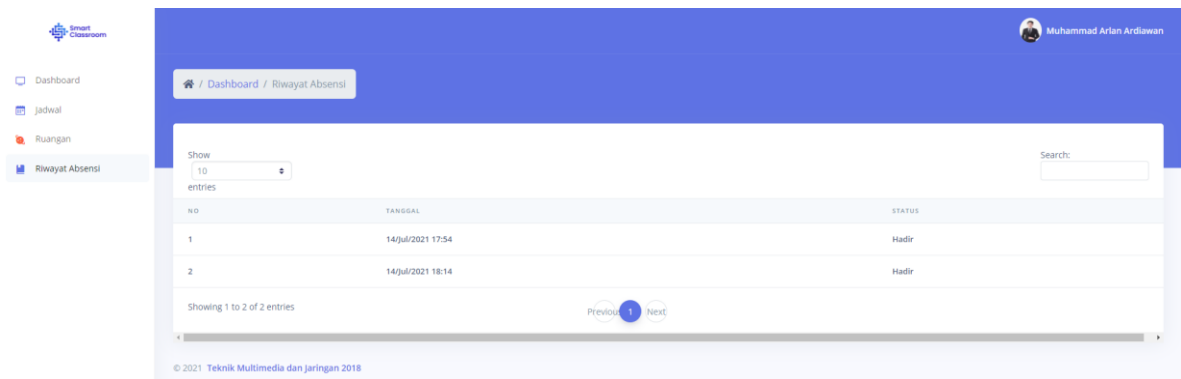 Smart
Classroom
Muhammad Arlan Ardiawan
Dashboard
Jadwal
Ruangan
Riwayat Absensi
/ Dashboard / Riwayat Absensi
Show
10
entries
Search:
NO TANGGAL STATUS
1 14/Jul/2021 17:54 Hadir
2 14/Jul/2021 18:14 Hadir
Showing 1 to 2 of 2 entries
Previous 1 Next
© 2021 Teknik Multimedia dan Jaringan 2018